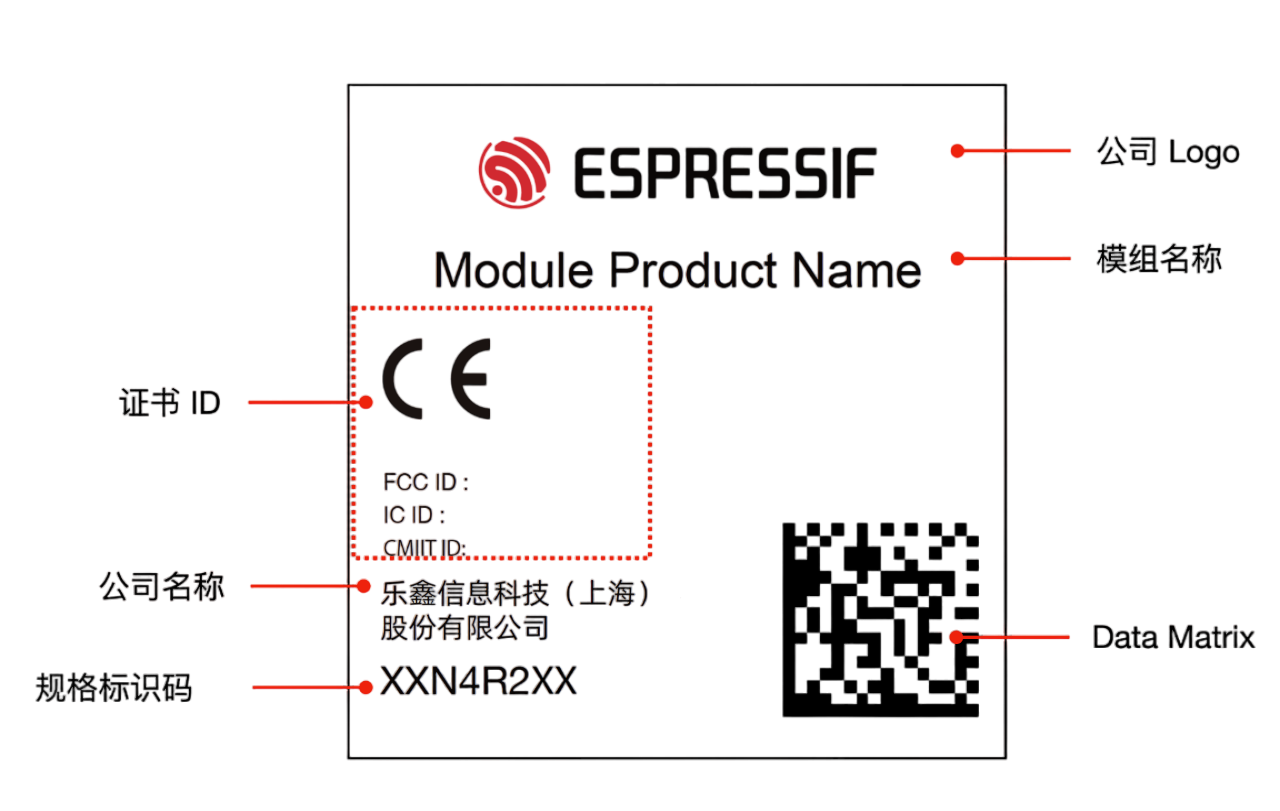 ESPRESSIF
公司 Logo
Module Product Name
模组名称
CE
证书 ID
FCC ID :
IC ID :
CMIIT ID:
公司名称
乐鑫信息科技（上海）
股份有限公司
规格标识码
XXN4R2XX
Data Matrix